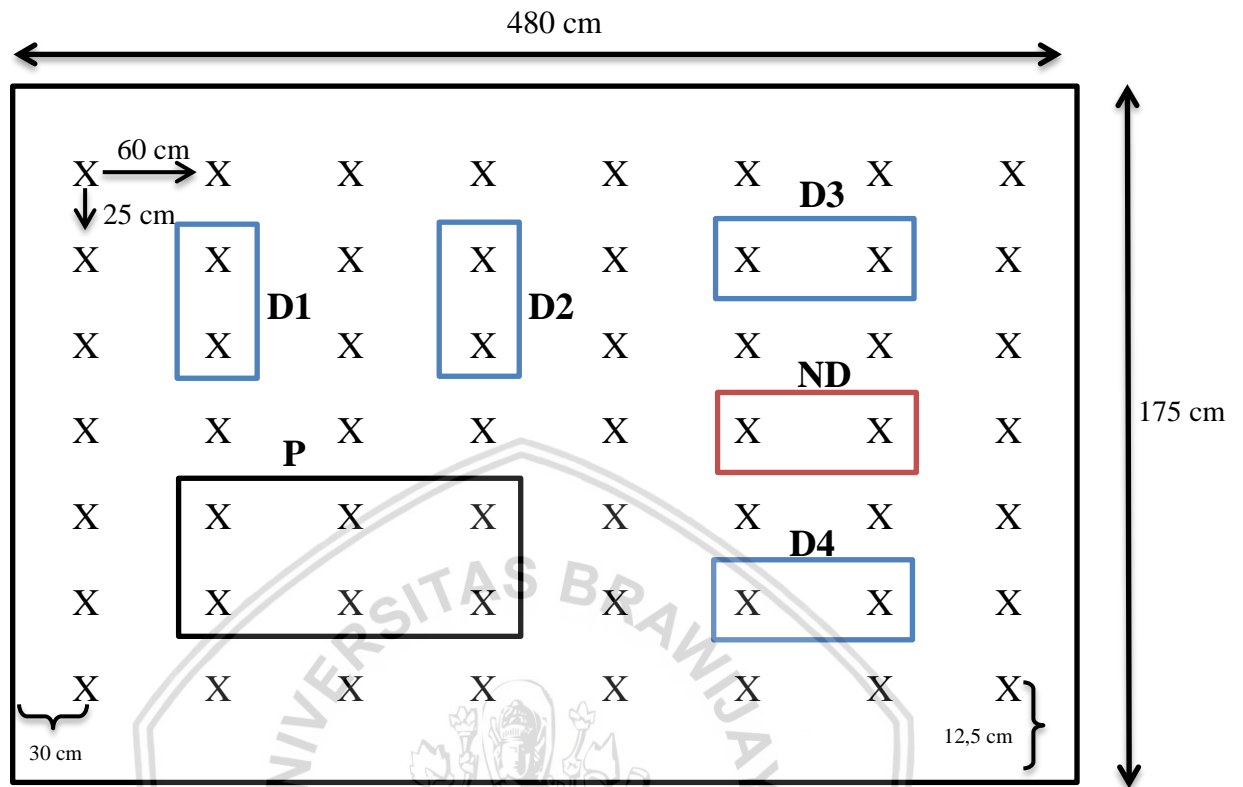 480 cm
X X X X X X X X
60 cm
25 cm
D3
X X X X X X X X
D1
D2
X X X X X X X X
ND
175 cm
X X X X X X X X
P
X X X X X X X X
D4
X X X X X X X X
X X X X X X X X
30 cm
12,5 cm
UNIVERSITAS BRAWIJAY